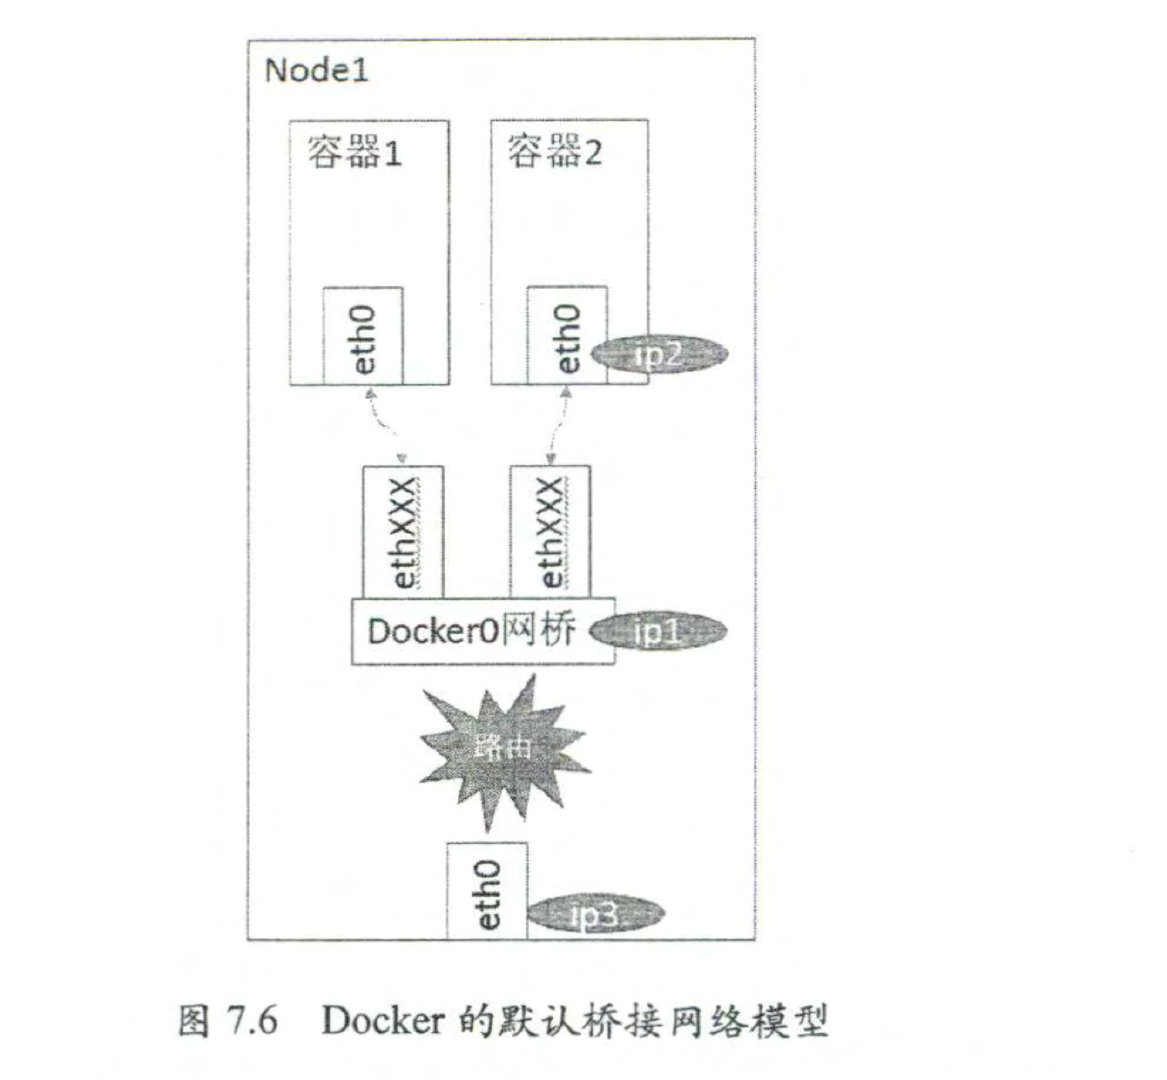 Node1
容器1
容器2
eth0
eth0
ip2
ethXXX
ethXXX
Docker0网桥
ip1
路由
eth0
ip3
图 7.6 Docker 的默认桥接网络模型